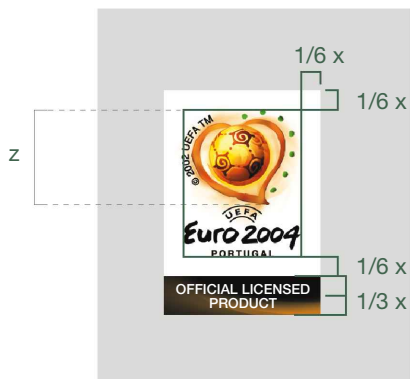 1/6 x
1/6 x
z
© 2002 UEFA TM
UEFA
Euro 2004
PORTUGAL
1/6 x
OFFICIAL LICENSED
PRODUCT
1/3 x